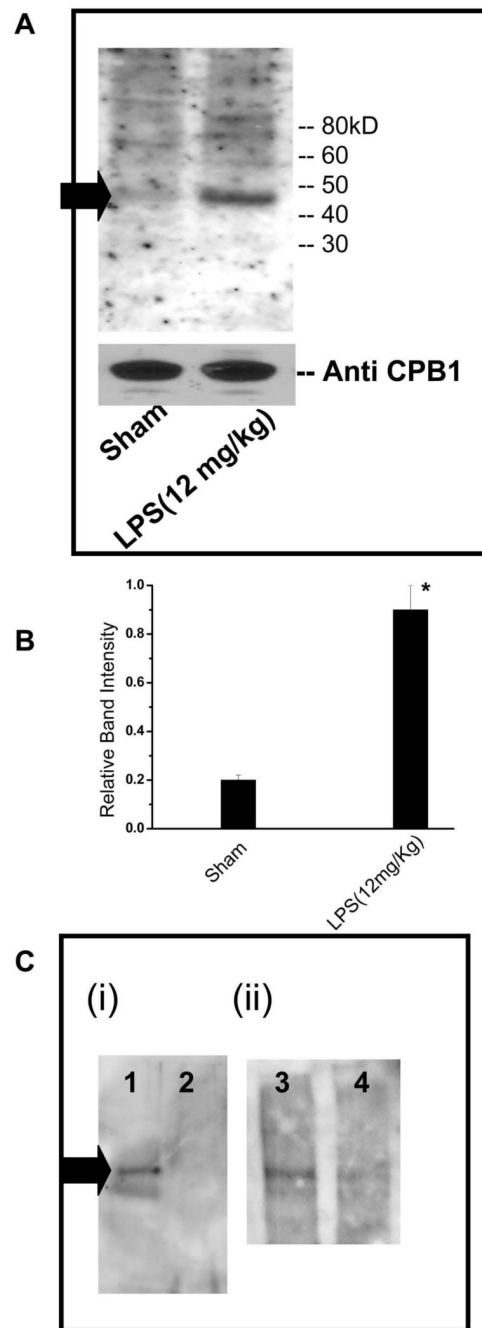 A
-- 80kD
-- 60
-- 50
-- 40
-- 30
-- Anti CPB1
Sham
LPS(12 mg/kg)
B
Relative Band Intensity
1.0
0.8
0.6
0.4
0.2
0.0
*
Sham
LPS(12mg/Kg)
C
(i)
(ii)
1 2
3 4